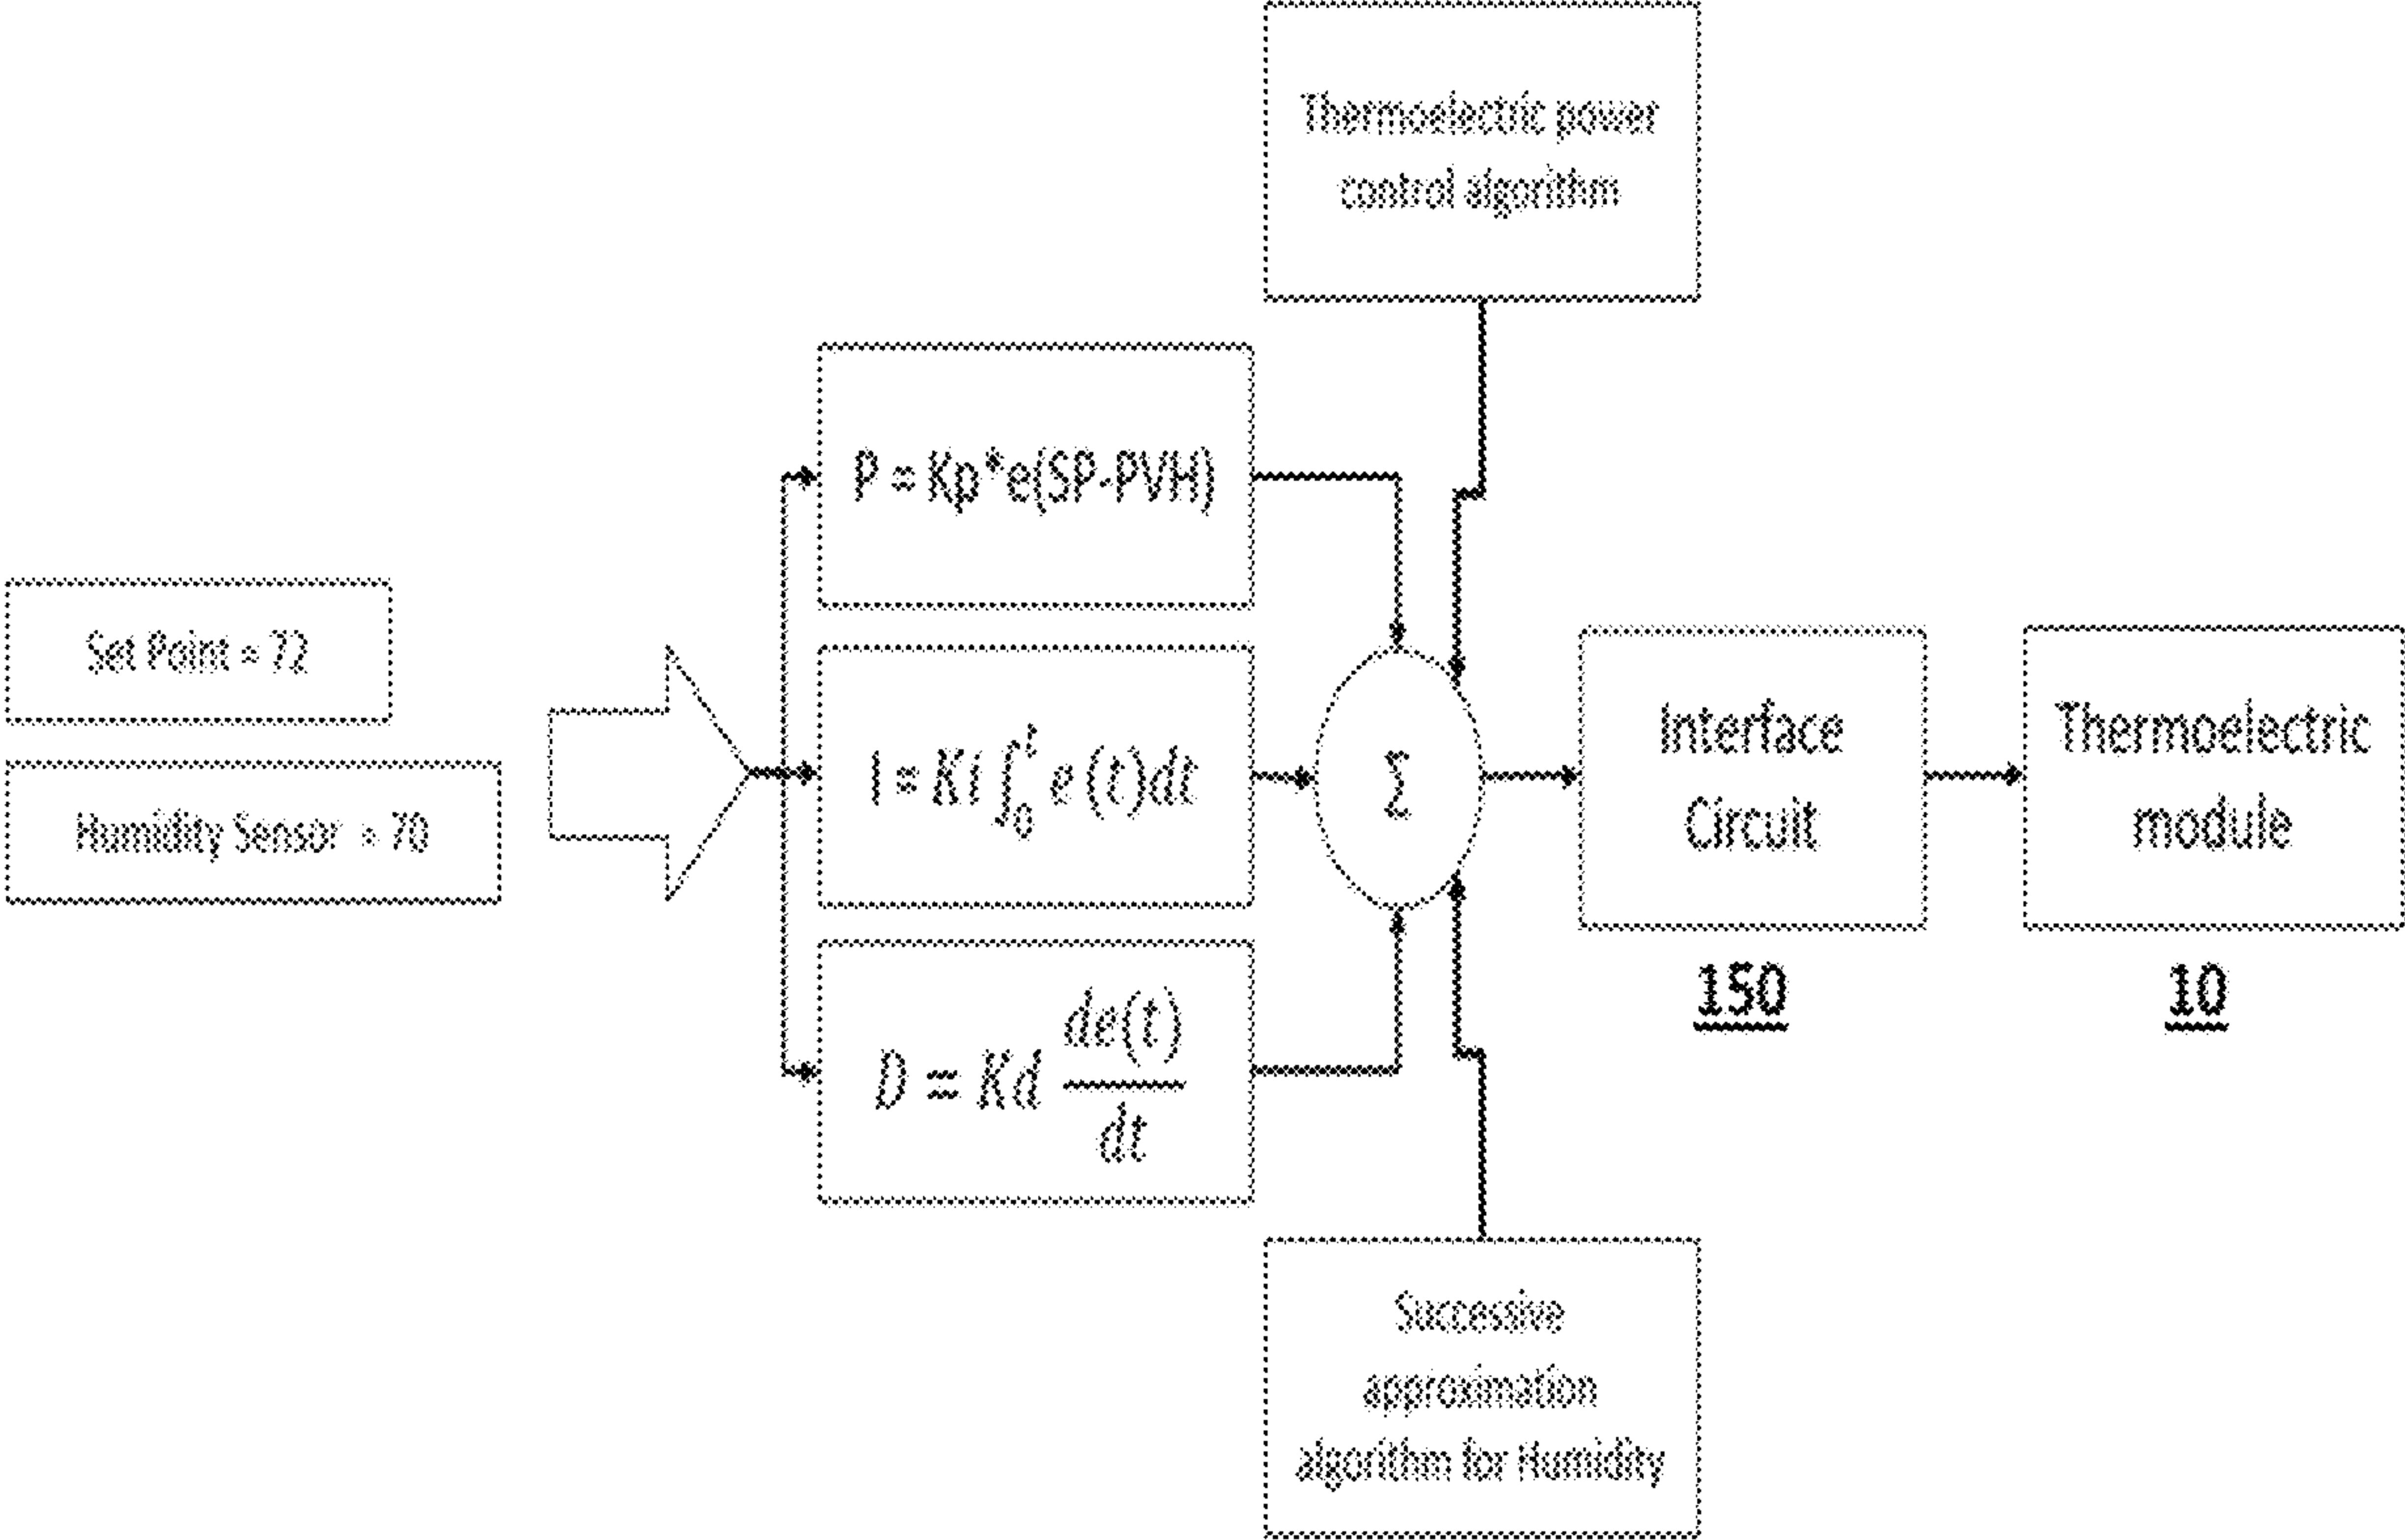 Thermoelectric power
control algorithm
P = Kp*e(SP-PVH)
Set Point = 72
Humidity Sensor = 70
I = Ki ∫₀ᵗ e (t)dt
Σ
Interface
Circuit
150
Thermoelectric
module
10
D = Kd de(t)/dt
Successive
approximation
algorithm for Humidity